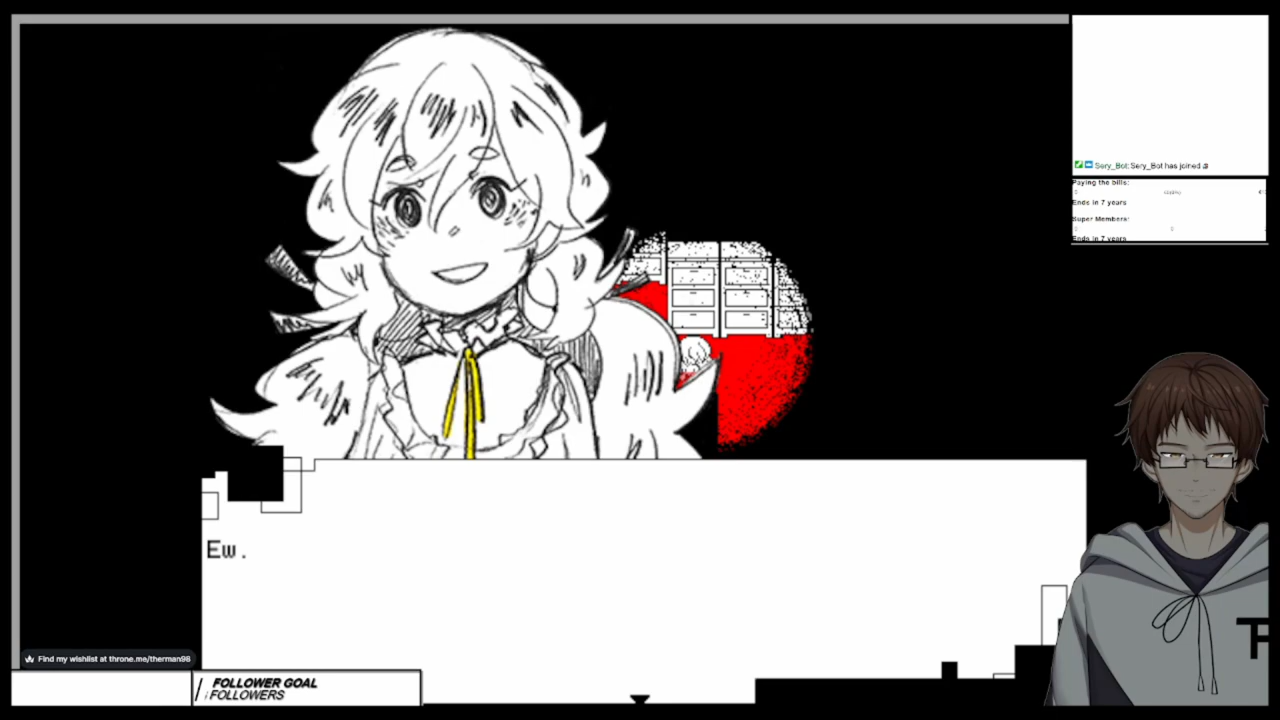 Sery_Bot: Sery_Bot has joined
Paying the bills:
Ends in 7 years
Super Members:
Ends in 7 years
Ew.
Find my wishlist at throne.me/therman98
FOLLOWER GOAL
FOLLOWERS